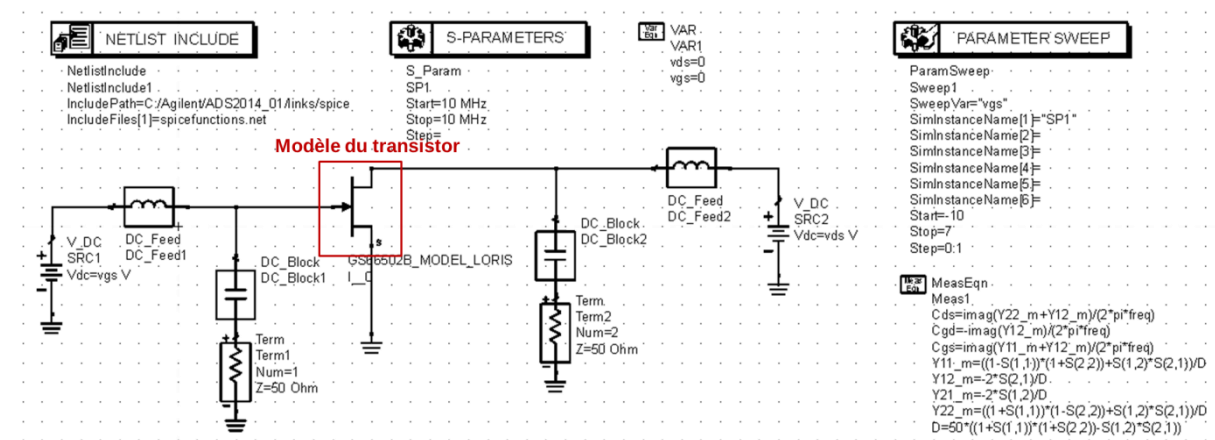 NETLIST INCLUDE
NetlistInclude
NetlistInclude1
IncludePath=C:/Agilent/ADS2014_01/links/spice
IncludeFiles[1]=spicefunctions.net
S-PARAMETERS
S_Param
SP1
Start=10 MHz
Stop=10 MHz
Step=
Var
Eqn
VAR
VAR1
vds=0
vgs=0
PARAMETER SWEEP
ParamSweep
Sweep1
SweepVar="vgs"
SimInstanceName[1]="SP1"
SimInstanceName[2]=
SimInstanceName[3]=
SimInstanceName[4]=
SimInstanceName[5]=
SimInstanceName[6]=
Start=-10
Stop=7
Step=0.1
Modèle du transistor
V_DC
SRC1
Vdc=vgs V
DC_Feed
DC_Feed1
DC_Block
DC_Block1
Term
Term1
Num=1
Z=50 Ohm
s
GS66502B_MODEL_LORIS
I__0
DC_Block
DC_Block2
Term
Term2
Num=2
Z=50 Ohm
DC_Feed
DC_Feed2
V_DC
SRC2
Vdc=vds V
Meas
Eqn
MeasEqn
Meas1
Cds=imag(Y22_m+Y12_m)/(2*pi*freq)
Cgd=-imag(Y12_m)/(2*pi*freq)
Cgs=imag(Y11_m+Y12_m)/(2*pi*freq)
Y11_m=((1-S(1,1))*(1+S(2,2))+S(1,2)*S(2,1))/D
Y12_m=-2*S(2,1)/D
Y21_m=-2*S(1,2)/D
Y22_m=((1+S(1,1))*(1-S(2,2))+S(1,2)*S(2,1))/D
D=50*((1+S(1,1))*(1+S(2,2))-S(1,2)*S(2,1))